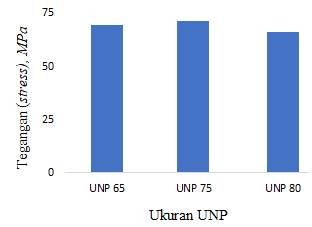 Tegangan (stress), MPa
75
50
25
0
UNP 65 UNP 75 UNP 80
Ukuran UNP